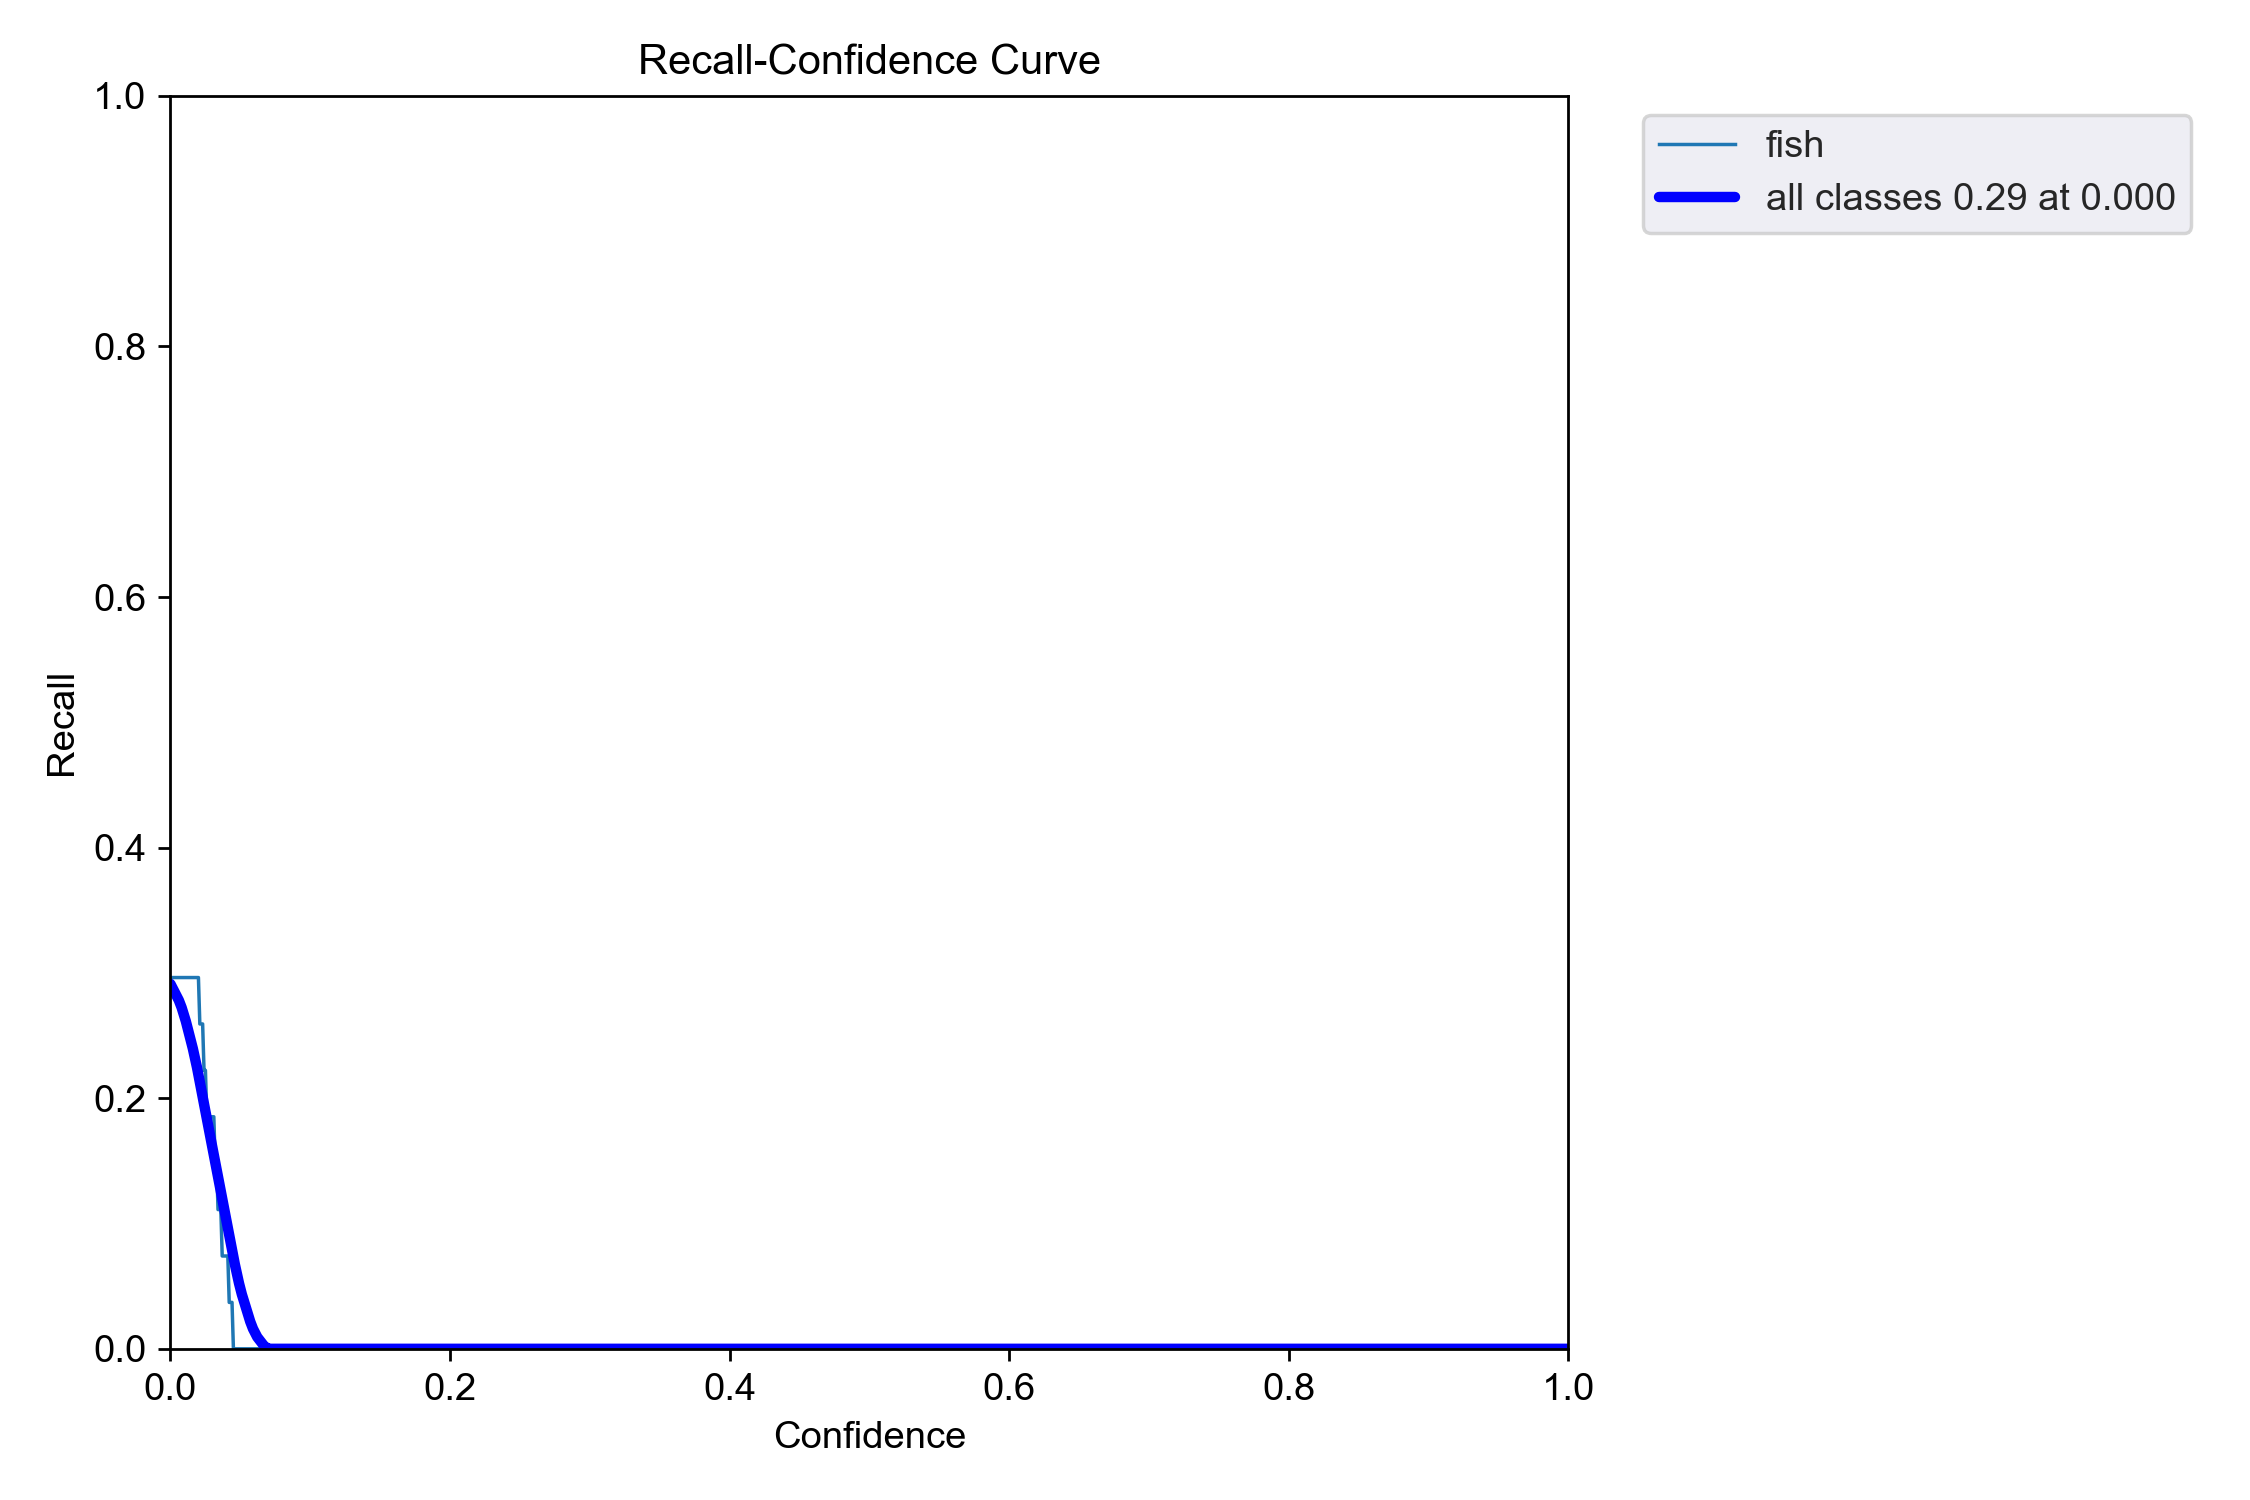 Recall-Confidence Curve
1.0
0.8
0.6
0.4
0.2
0.0
Recall
0.0 0.2 0.4 0.6 0.8 1.0
Confidence
fish
all classes 0.29 at 0.000